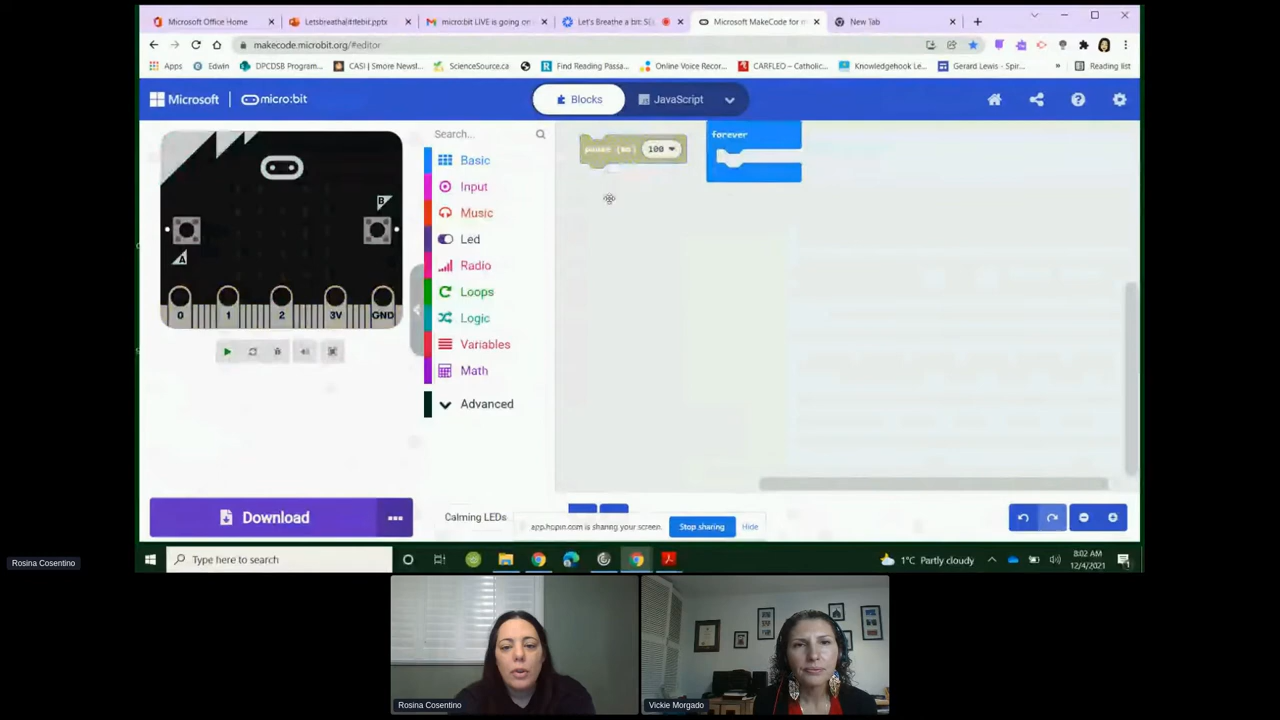 Microsoft Office Home
Letsbreathal@tebit.pptx
micro:bit LIVE is going on
Let's Breathe a bit: S
Microsoft MakeCode for m
New Tab
makecode.microbit.org/#editor
Apps
Edwin
DPCDSB Program...
CASI | Smore Newsl...
ScienceSource.ca
Find Reading Passa...
Online Voice Recor...
CARFLEO – Catholic...
Knowledgehook Le...
Gerard Lewis - Spir...
»
Reading list
Microsoft
micro:bit
Blocks
JavaScript
Search...
Basic
Input
Music
Led
Radio
Loops
Logic
Variables
Math
Advanced
pause (ms) 100
forever
A
B
0
1
2
3V
GND
Download
Calming LEDs
app.hopin.com is sharing your screen.
Stop sharing
Hide
Type here to search
1°C Partly cloudy
8:02 AM
12/4/2021
Rosina Cosentino
Rosina Cosentino
Vickie Morgado